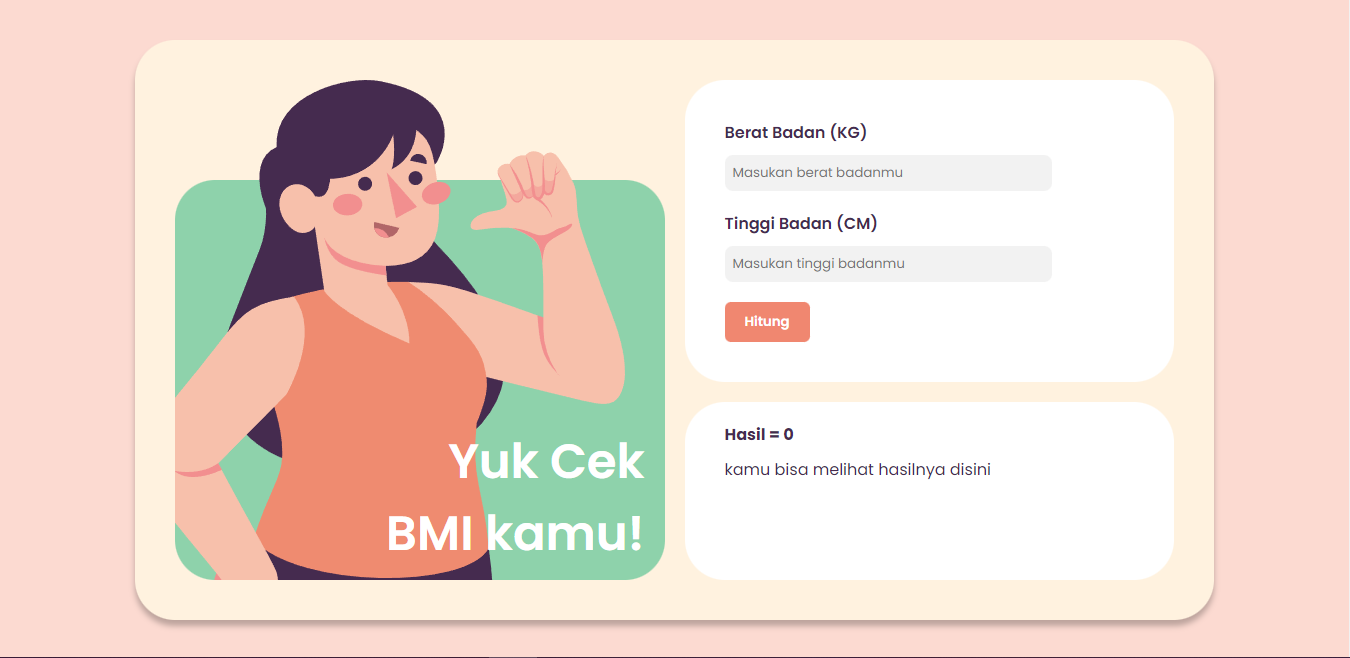 Berat Badan (KG)
Masukan berat badanmu
Tinggi Badan (CM)
Masukan tinggi badanmu
Hitung
Hasil = 0
kamu bisa melihat hasilnya disini
Yuk Cek
BMI kamu!